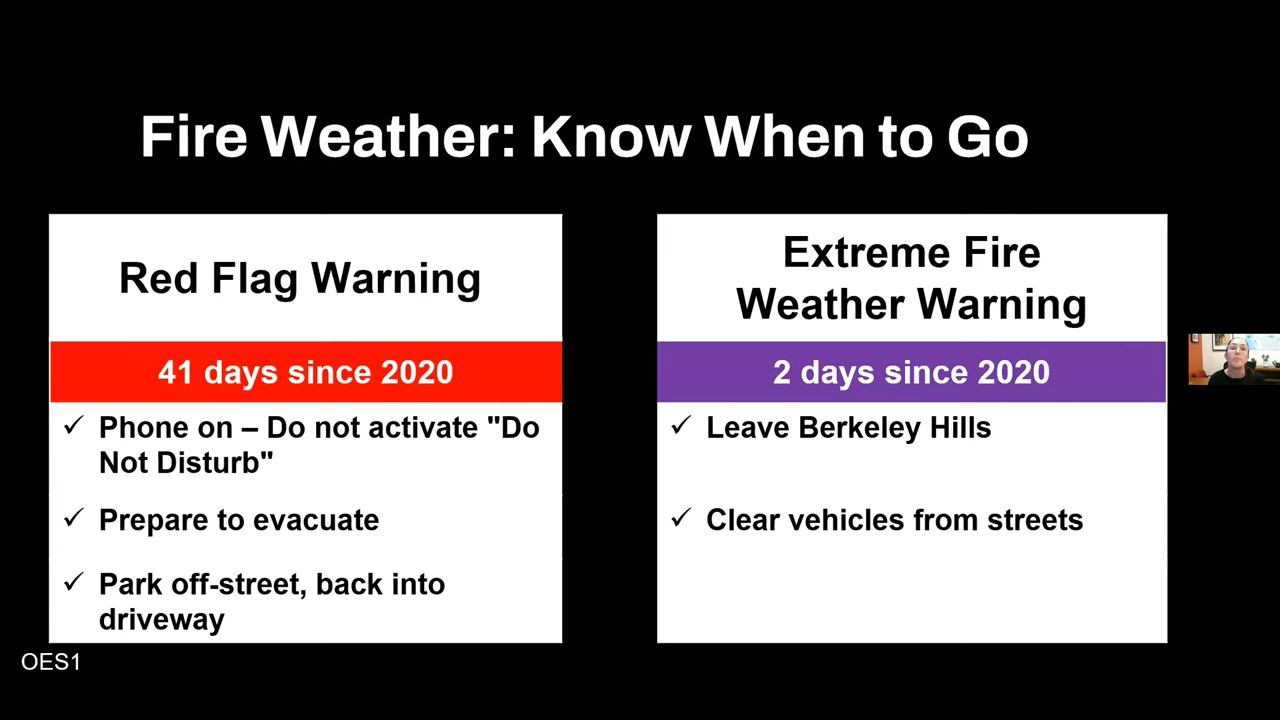 Fire Weather: Know When to Go
Red Flag Warning
41 days since 2020
✓ Phone on – Do not activate "Do
Not Disturb"
✓ Prepare to evacuate
✓ Park off-street, back into
driveway
Extreme Fire
Weather Warning
2 days since 2020
✓ Leave Berkeley Hills
✓ Clear vehicles from streets
OES1